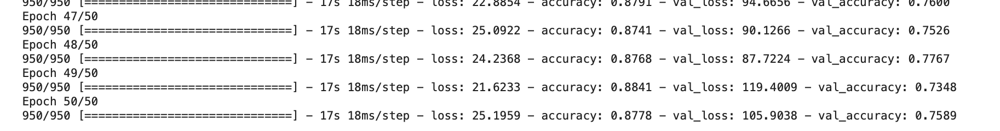 950/950 [==============================] - 17s 18ms/step - loss: 22.8854 - accuracy: 0.8791 - val_loss: 94.6656 - val_accuracy: 0.7600
Epoch 47/50
950/950 [==============================] - 17s 18ms/step - loss: 25.0922 - accuracy: 0.8741 - val_loss: 90.1266 - val_accuracy: 0.7526
Epoch 48/50
950/950 [==============================] - 17s 18ms/step - loss: 24.2368 - accuracy: 0.8768 - val_loss: 87.7224 - val_accuracy: 0.7767
Epoch 49/50
950/950 [==============================] - 17s 18ms/step - loss: 21.6233 - accuracy: 0.8841 - val_loss: 119.4009 - val_accuracy: 0.7348
Epoch 50/50
950/950 [==============================] - 17s 18ms/step - loss: 25.1959 - accuracy: 0.8778 - val_loss: 105.9038 - val_accuracy: 0.7589